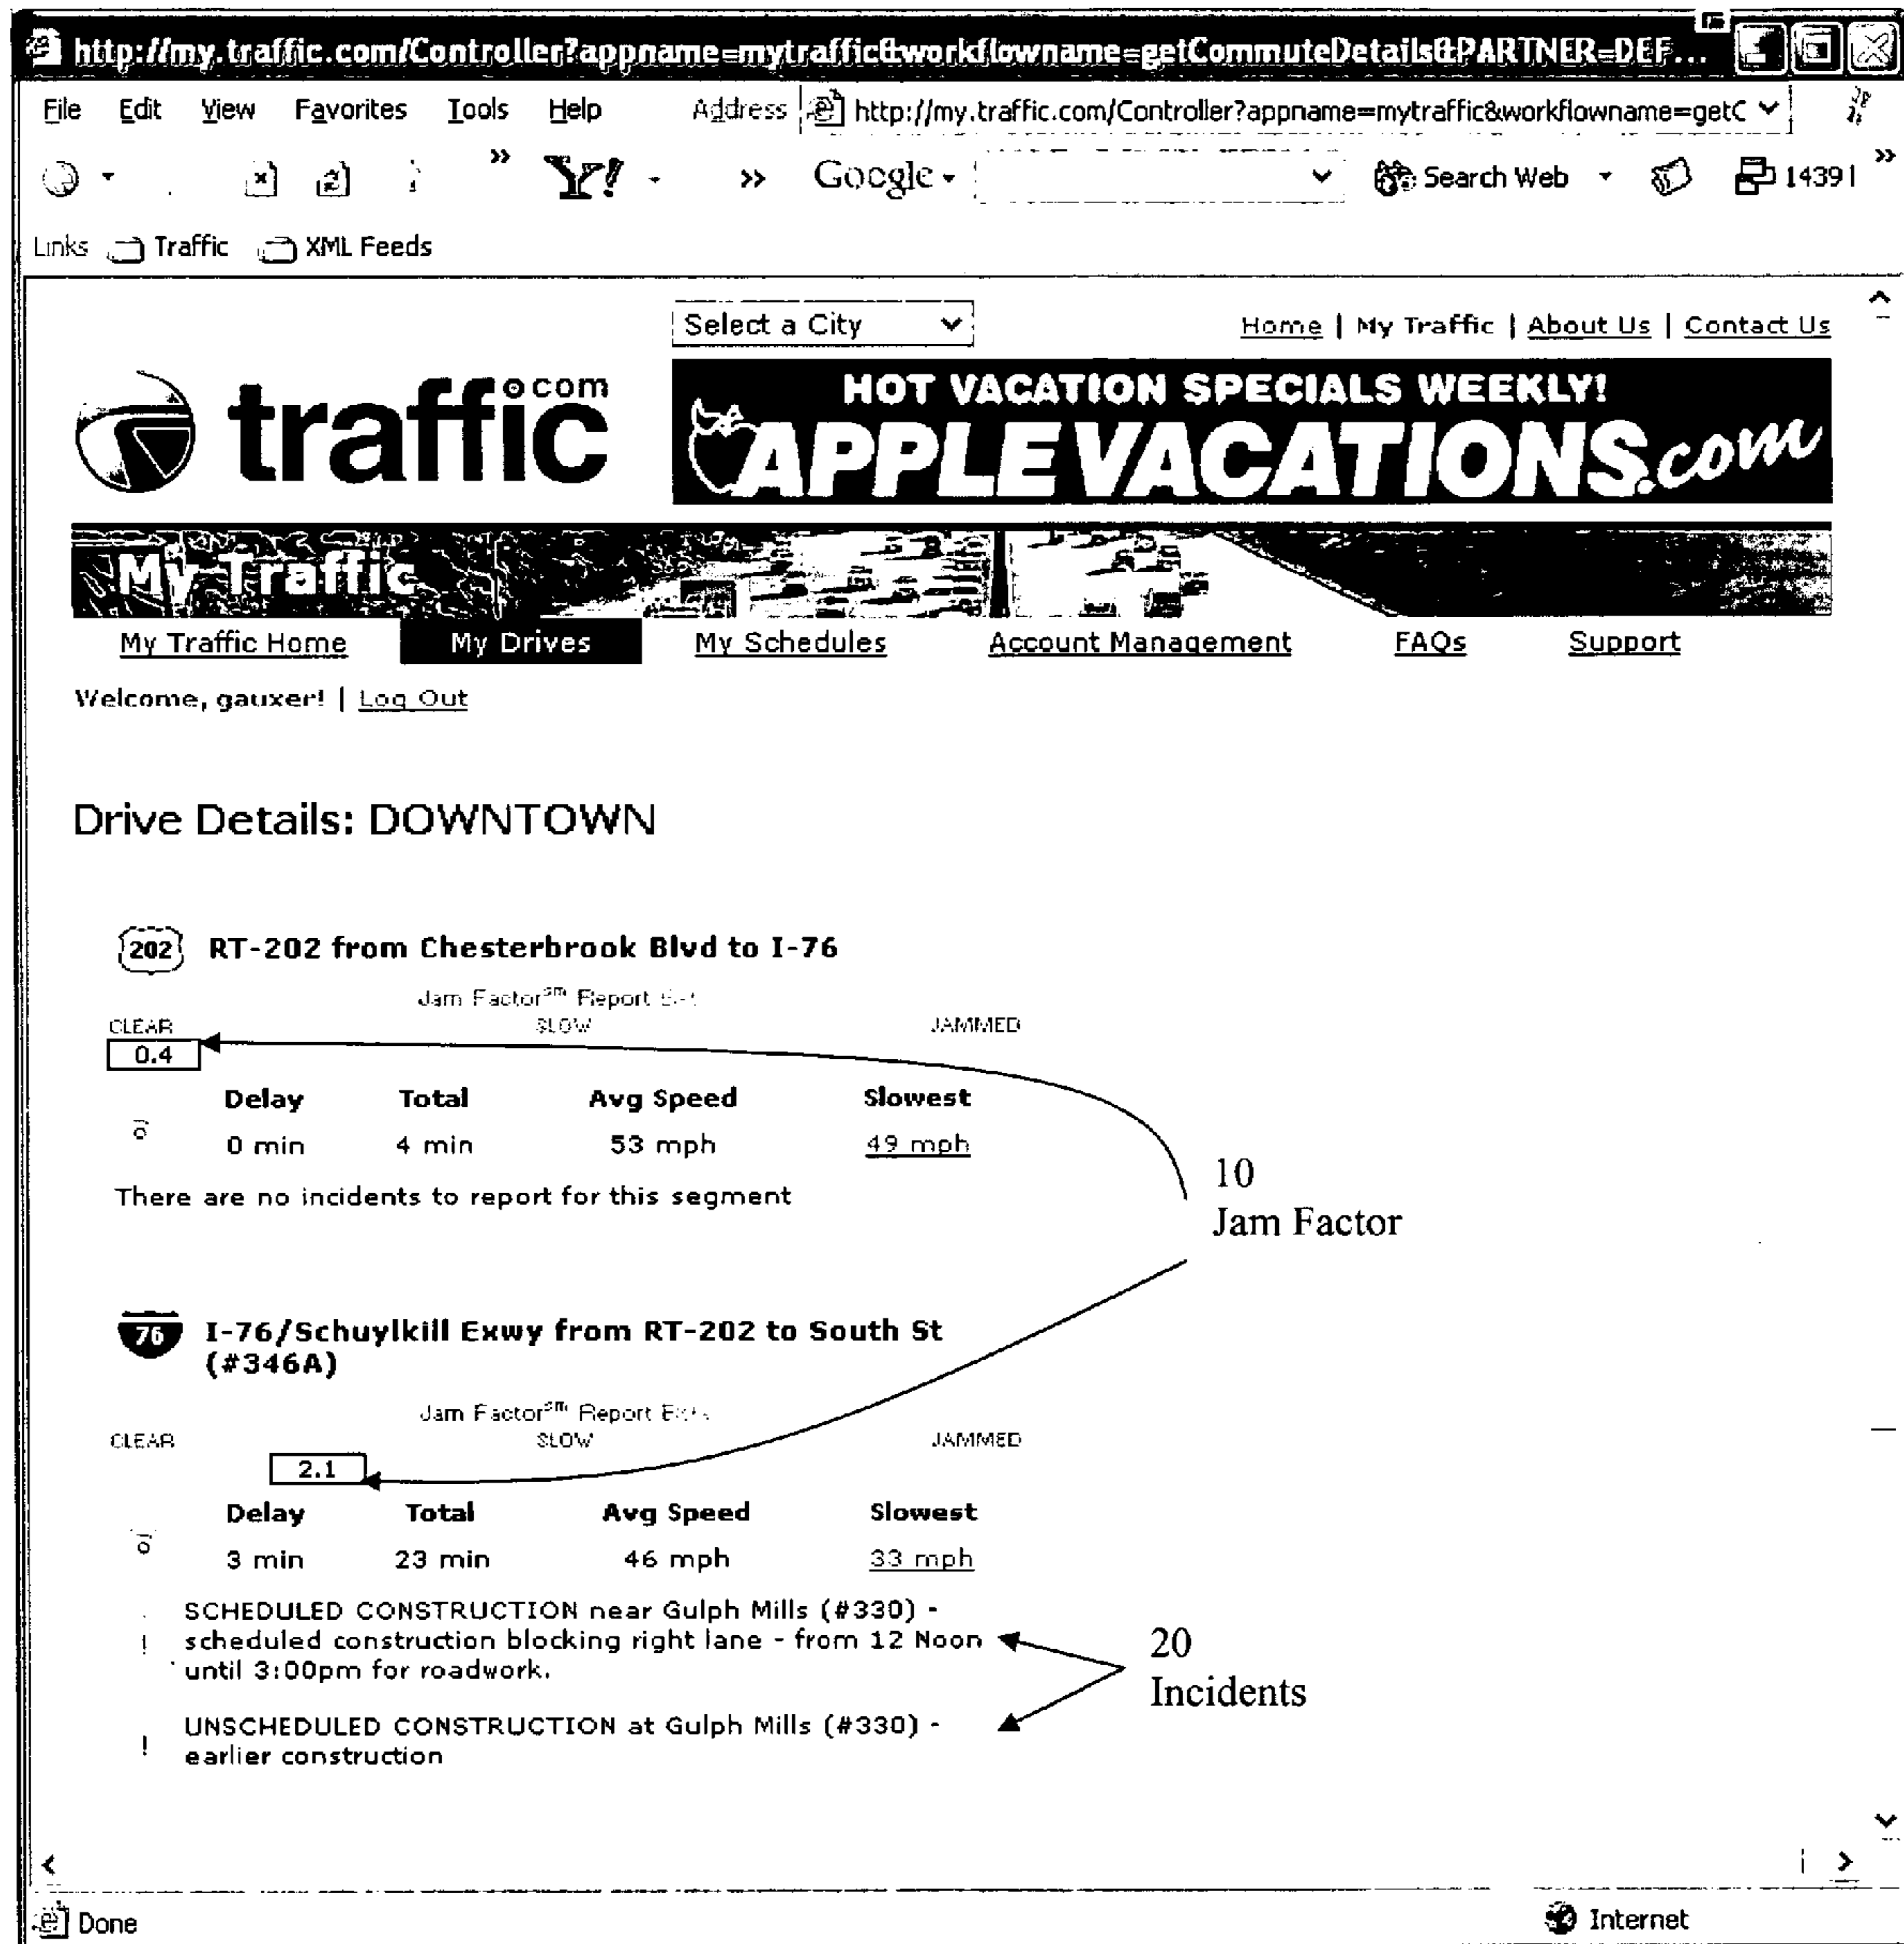 http://my.traffic.com/Controller?appname=mytraffic&workflowname=getCommuteDetails&PARTNER=DEF...
File Edit View Favorites Tools Help Address http://my.traffic.com/Controller?appname=mytraffic&workflowname=getC
Y! Google Search Web 14391
Links Traffic XML Feeds
Select a City Home | My Traffic | About Us | Contact Us
traffic.com
HOT VACATION SPECIALS WEEKLY!
APPLEVACATIONS.com
My Traffic
My Traffic Home My Drives My Schedules Account Management FAQs Support
Welcome, gauxer! | Log Out
Drive Details: DOWNTOWN
202 RT-202 from Chesterbrook Blvd to I-76
Jam Factor℠ Report
CLEAR SLOW JAMMED
0.4
Delay Total Avg Speed Slowest
0 min 4 min 53 mph 49 mph
There are no incidents to report for this segment
10
Jam Factor
76 I-76/Schuylkill Exwy from RT-202 to South St
(#346A)
Jam Factor℠ Report
CLEAR SLOW JAMMED
2.1
Delay Total Avg Speed Slowest
3 min 23 min 46 mph 33 mph
! SCHEDULED CONSTRUCTION near Gulph Mills (#330) -
scheduled construction blocking right lane - from 12 Noon
until 3:00pm for roadwork.
20
Incidents
! UNSCHEDULED CONSTRUCTION at Gulph Mills (#330) -
earlier construction
Done Internet